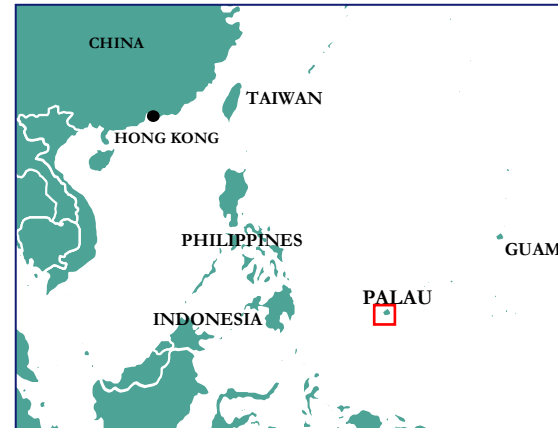 CHINA
TAIWAN
HONG KONG
PHILIPPINES
GUAM
PALAU
INDONESIA